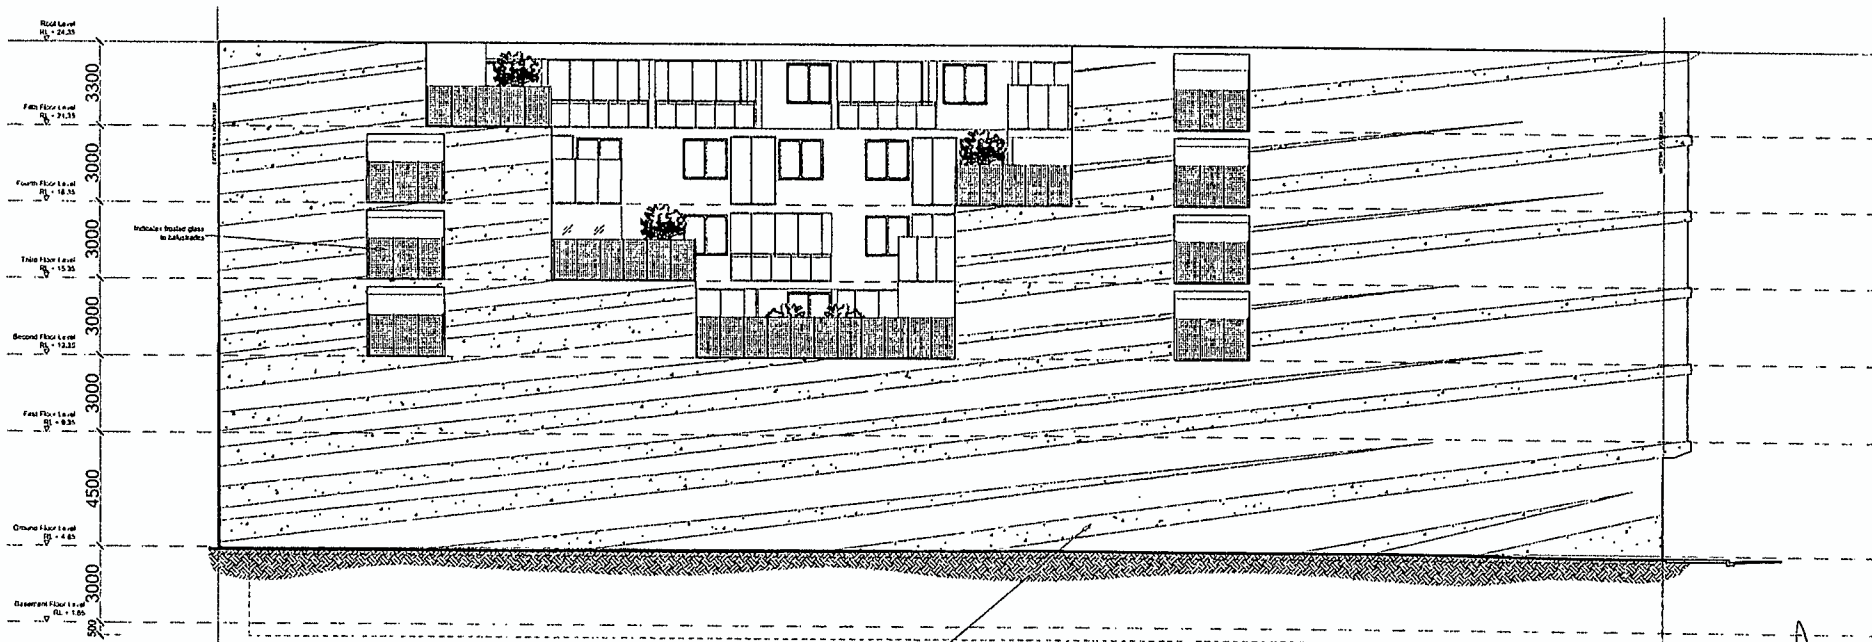 Roof Level
RL + 24.35
3300
Fifth Floor Level
RL + 21.35
3000
Fourth Floor Level
RL + 18.35
3000
Indicates frosted glass
to balustrades
Third Floor Level
RL + 15.35
3000
Second Floor Level
RL + 12.35
3000
First Floor Level
RL + 9.35
4500
Ground Floor Level
RL + 4.85
3000
Basement Floor Level
RL + 1.85
500